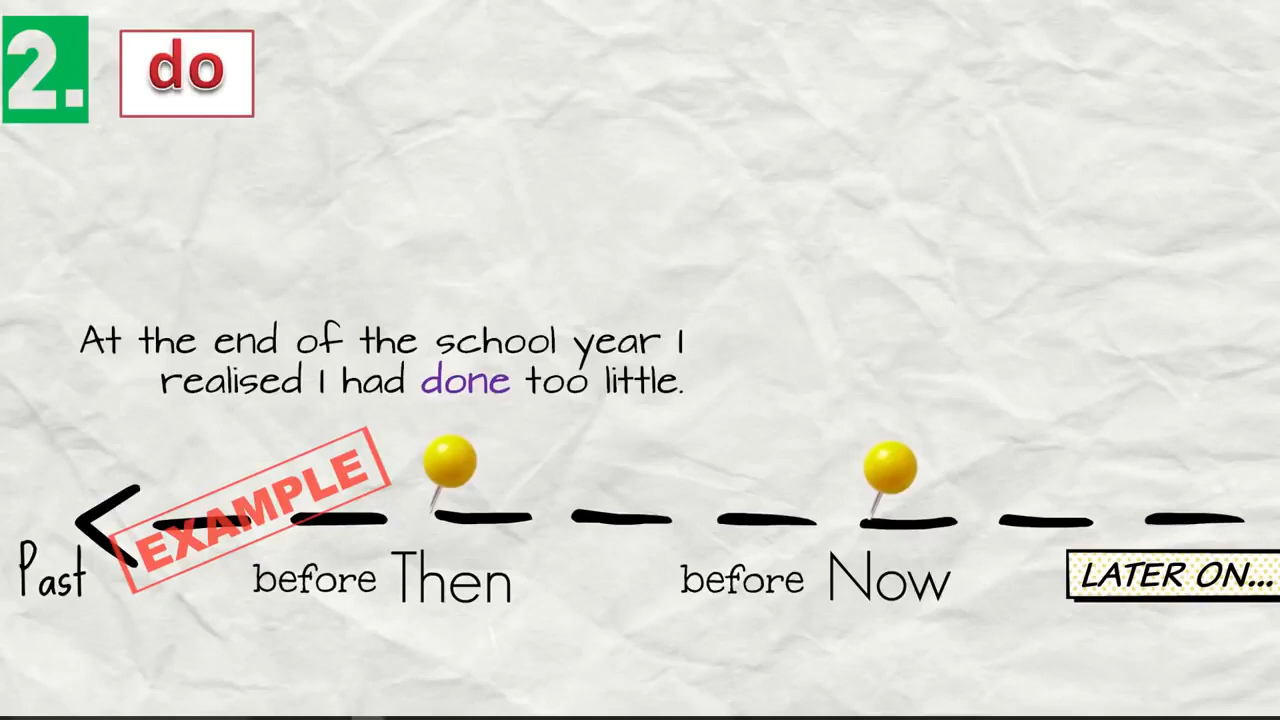 2.
do
At the end of the school year I
realised I had done too little.
EXAMPLE
Past
before Then
before Now
LATER ON...